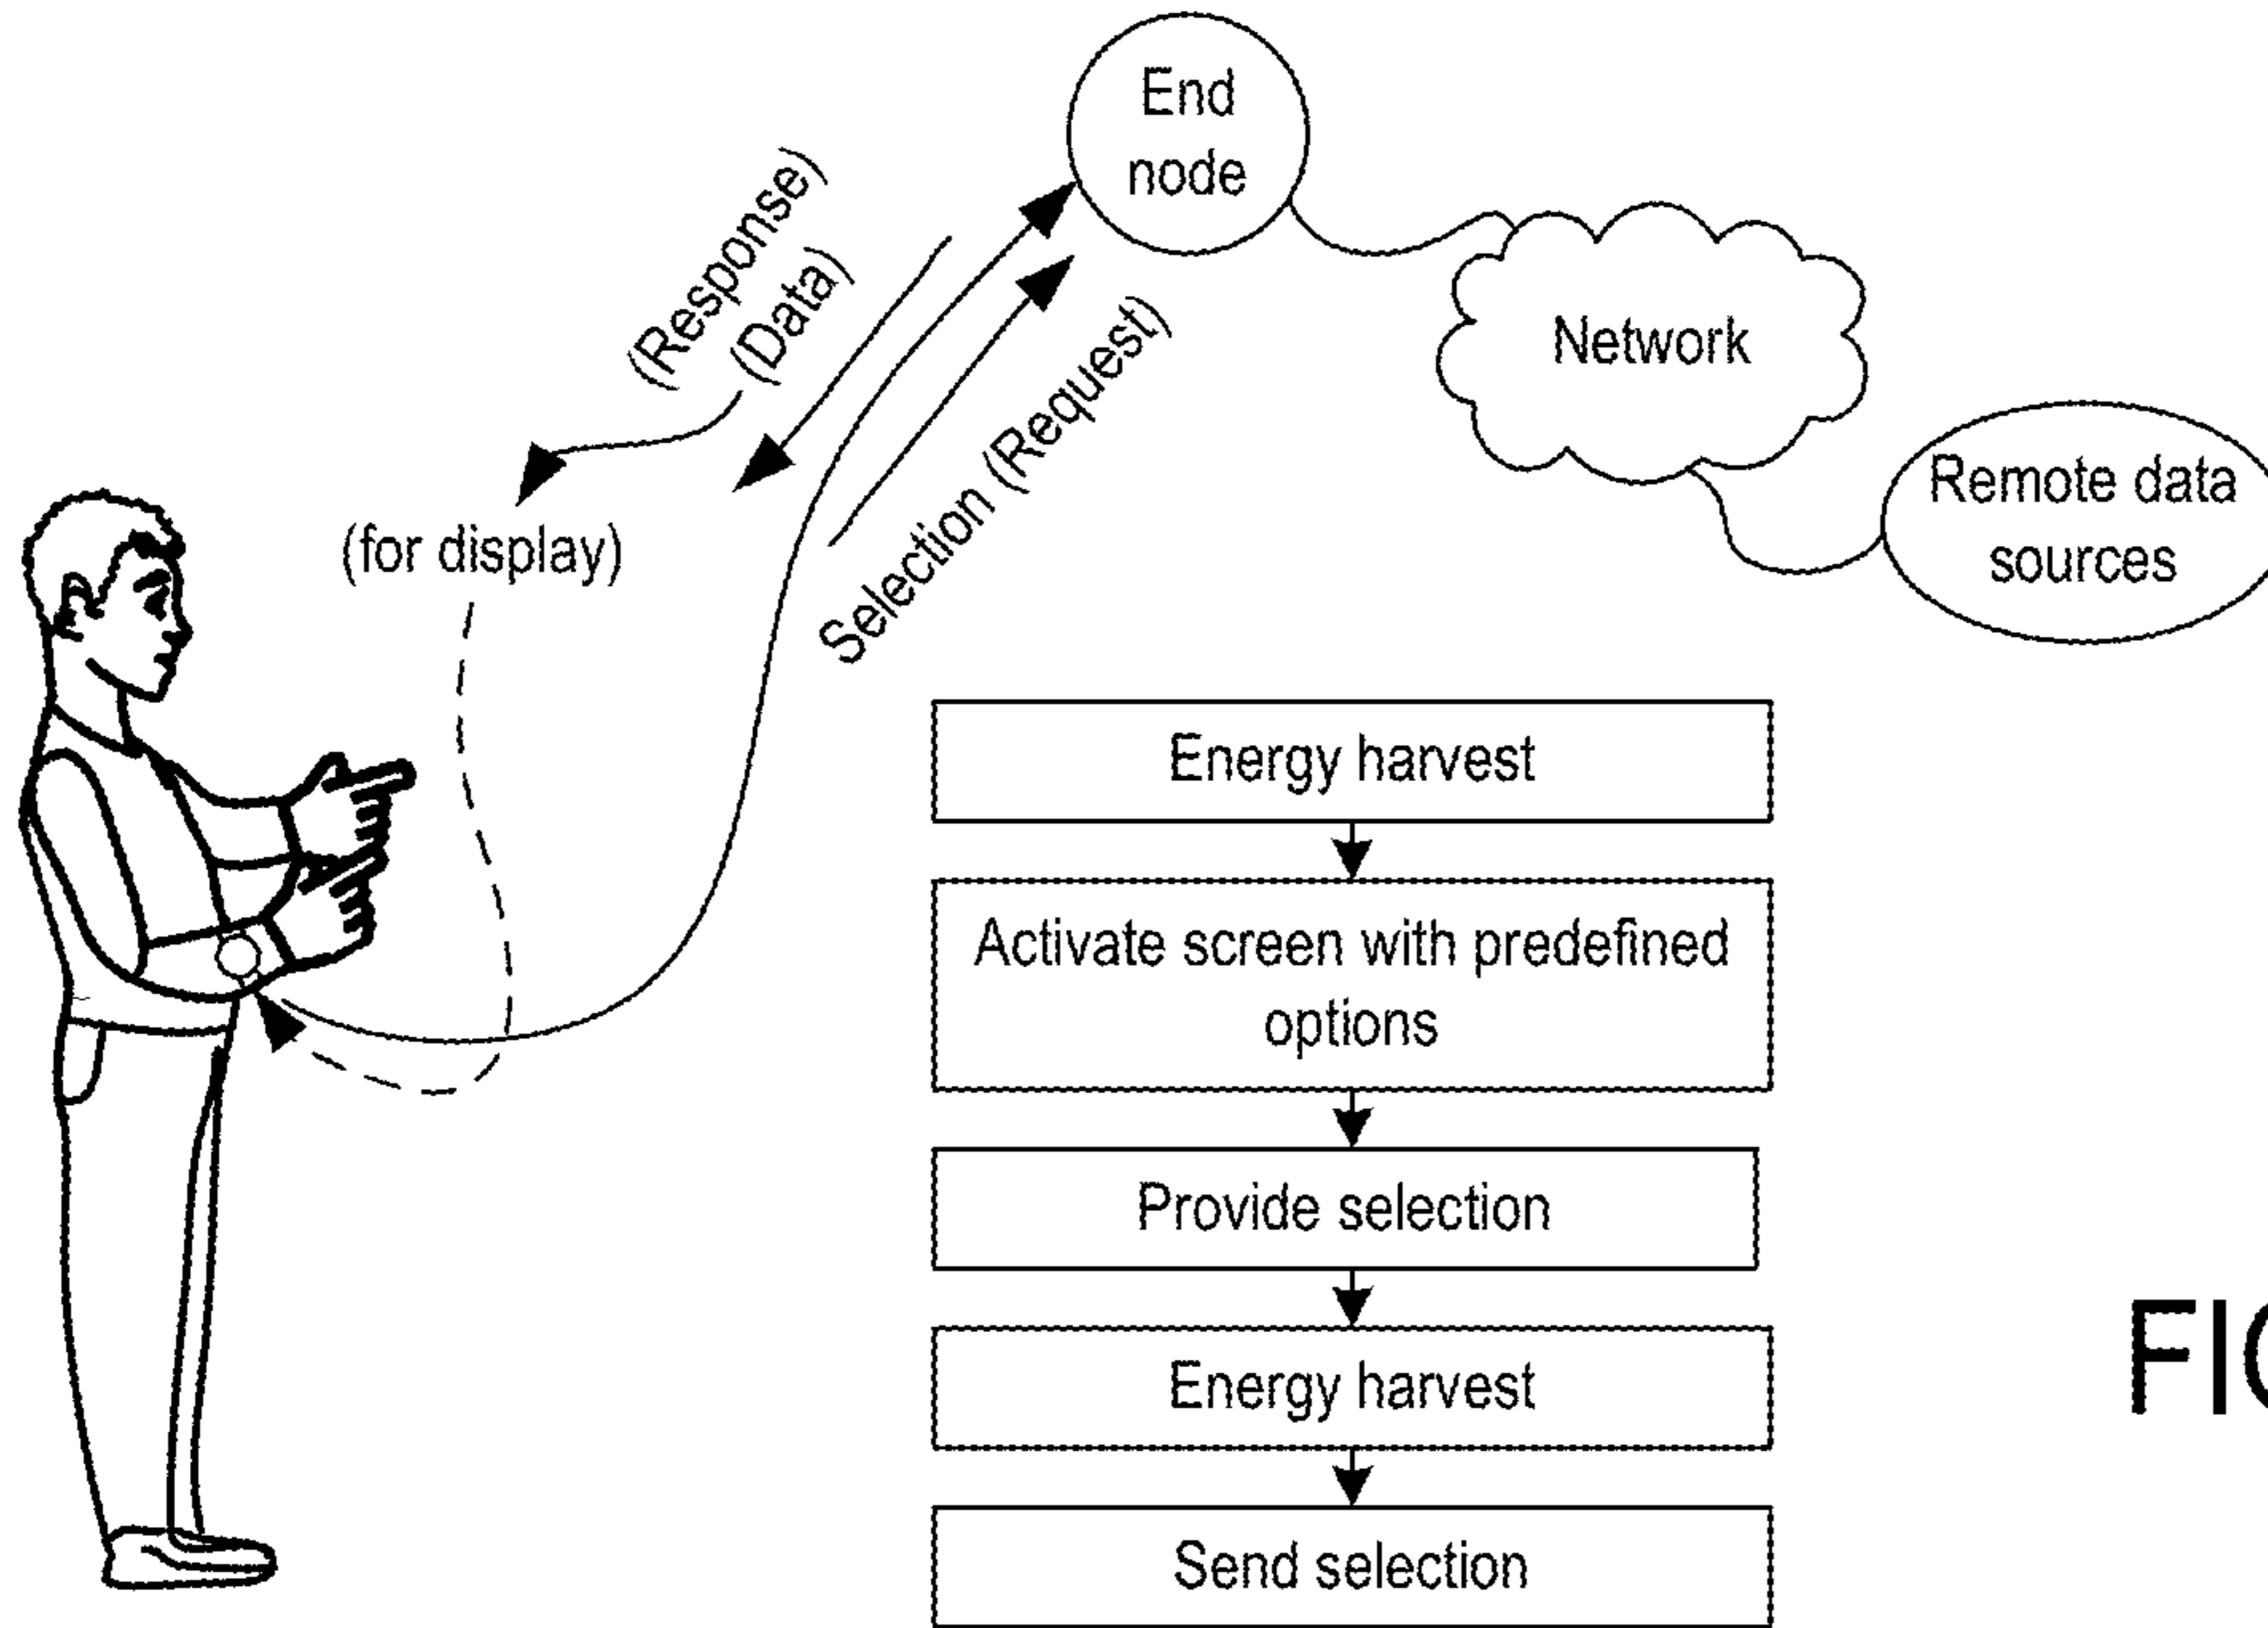 End
node
(Response)
(Data)
Network
Selection (Request)
Remote data
sources
(for display)
Energy harvest
Activate screen with predefined
options
Provide selection
Energy harvest
Send selection